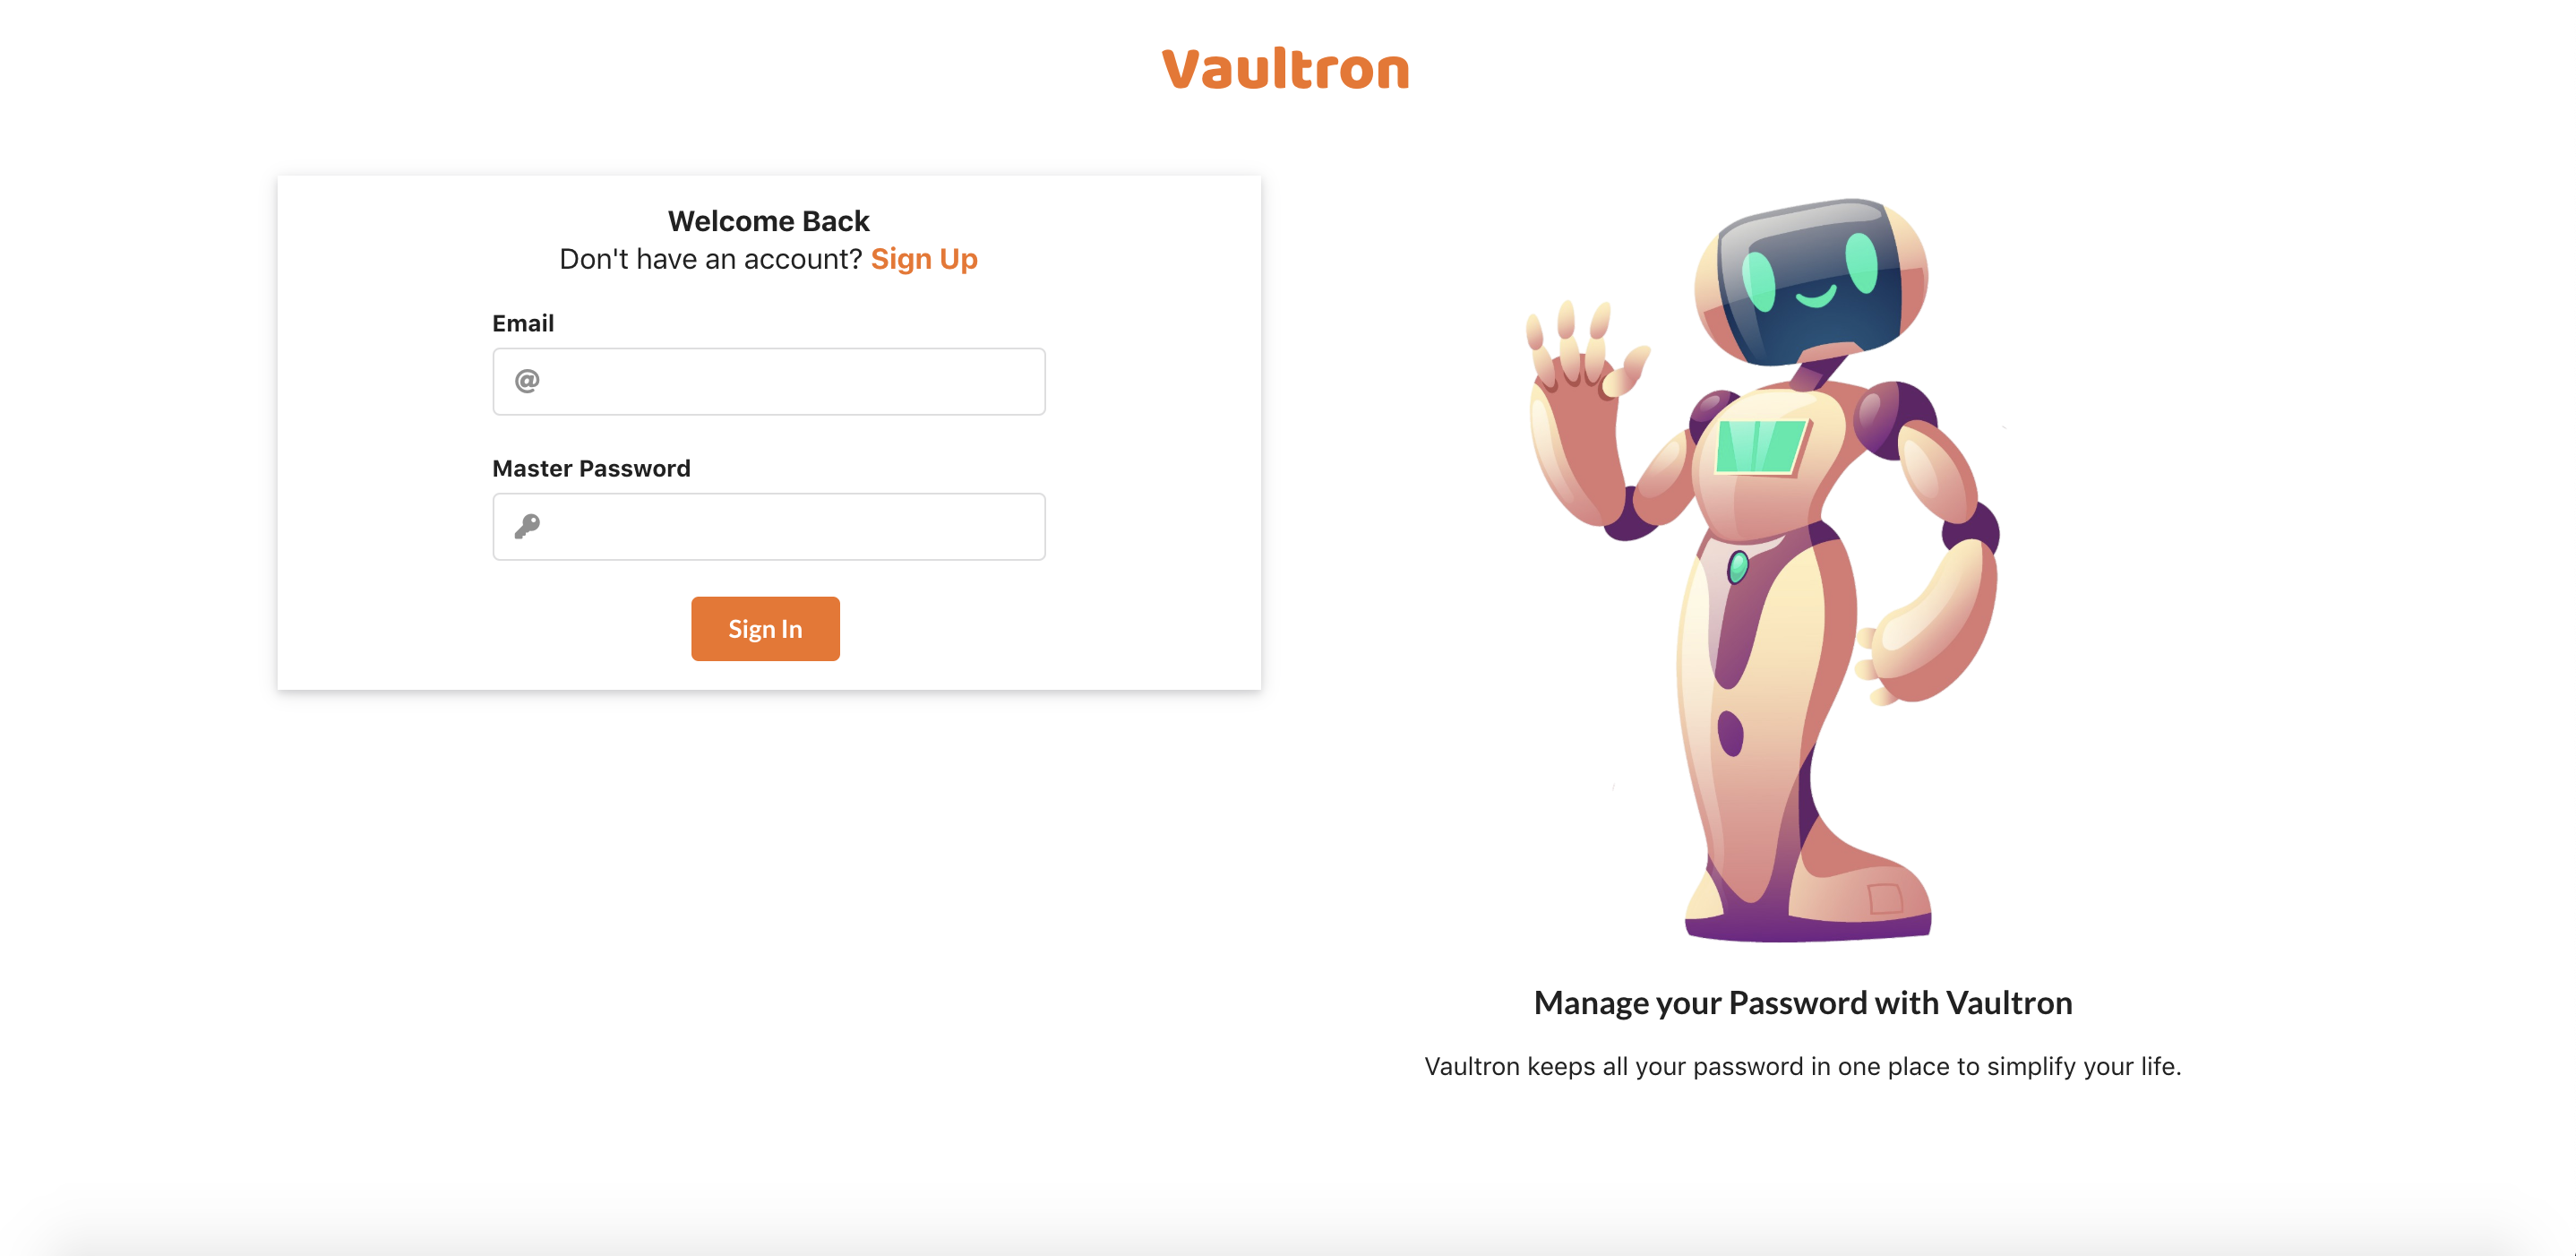 Vaultron
Welcome Back
Don't have an account? Sign Up
Email
@
Master Password
Sign In
Manage your Password with Vaultron
Vaultron keeps all your password in one place to simplify your life.